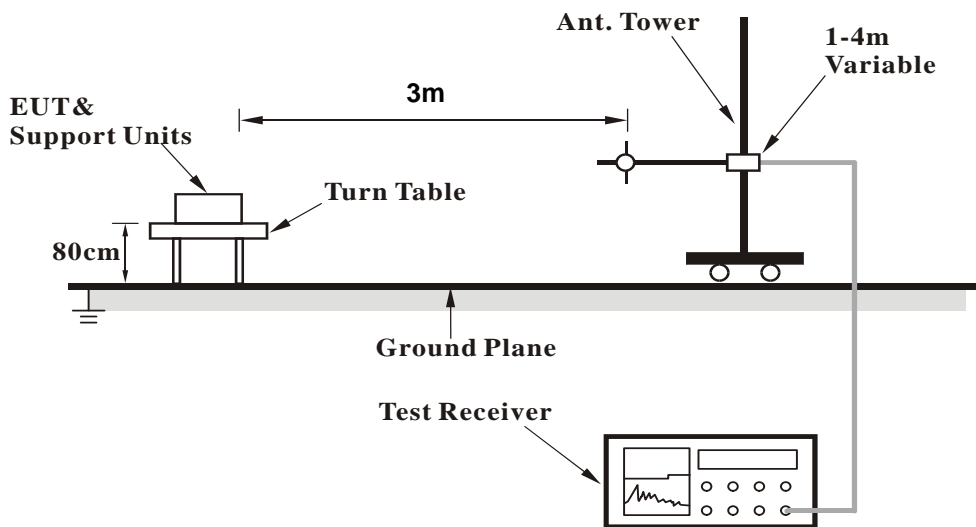 Ant. Tower
1-4m
Variable
3m
EUT&
Support Units
Turn Table
80cm
Ground Plane
Test Receiver